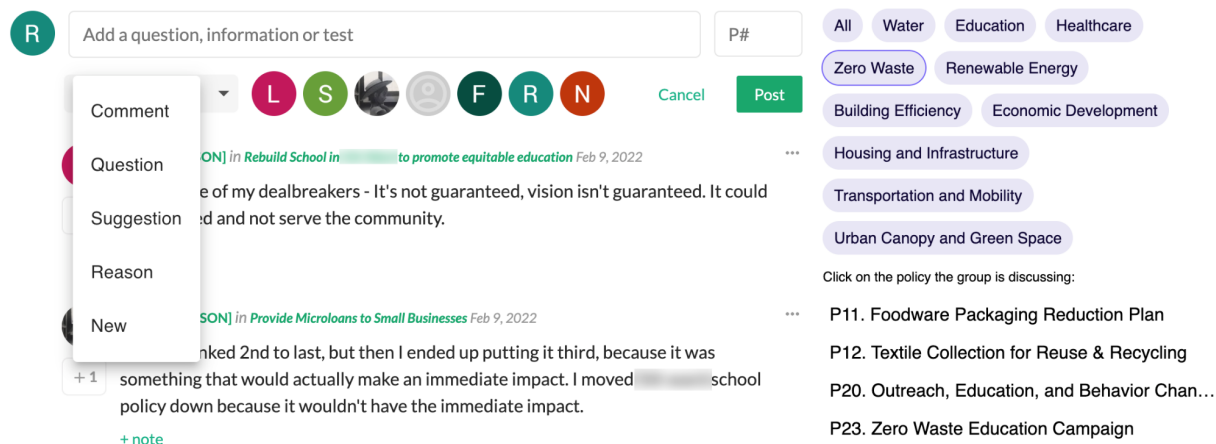 R
Add a question, information or test
P#
L
S
F
R
N
Cancel
Post
Comment
Question
Suggestion
Reason
New
ON] in Rebuild School in to promote equitable education Feb 9, 2022
e of my dealbreakers - It's not guaranteed, vision isn't guaranteed. It could
ed and not serve the community.
SON] in Provide Microloans to Small Businesses Feb 9, 2022
nked 2nd to last, but then I ended up putting it third, because it was
+ 1
something that would actually make an immediate impact. I moved school
policy down because it wouldn't have the immediate impact.
+ note
All
Water
Education
Healthcare
Zero Waste
Renewable Energy
Building Efficiency
Economic Development
Housing and Infrastructure
Transportation and Mobility
Urban Canopy and Green Space
Click on the policy the group is discussing:
P11. Foodware Packaging Reduction Plan
P12. Textile Collection for Reuse & Recycling
P20. Outreach, Education, and Behavior Chan…
P23. Zero Waste Education Campaign